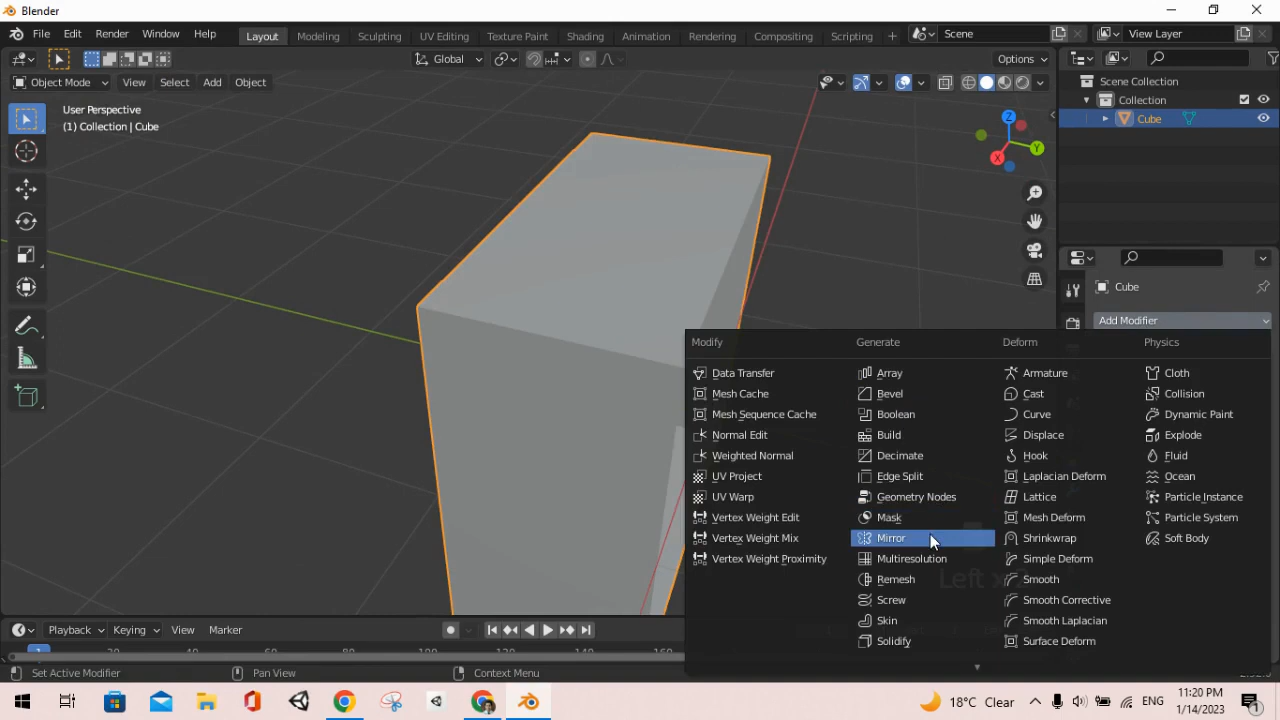 Blender
File Edit Render Window Help Layout Modeling Sculpting UV Editing Texture Paint Shading Animation Rendering Compositing Scripting Scene View Layer
Global Options
Object Mode View Select Add Object
User Perspective
(1) Collection | Cube
Z
Y
X
Scene Collection
Collection
Cube
Cube
Add Modifier
Modify Generate Deform Physics
Data Transfer Array Armature Cloth
Mesh Cache Bevel Cast Collision
Mesh Sequence Cache Boolean Curve Dynamic Paint
Normal Edit Build Displace Explode
Weighted Normal Decimate Hook Fluid
UV Project Edge Split Laplacian Deform Ocean
UV Warp Geometry Nodes Lattice Particle Instance
Vertex Weight Edit Mask Mesh Deform Particle System
Vertex Weight Mix Mirror Shrinkwrap Soft Body
Vertex Weight Proximity Multiresolution Simple Deform
Left x
Remesh Smooth
Screw Smooth Corrective
Skin Smooth Laplacian
Solidify Surface Deform
Playback Keying View Marker
1 20
Set Active Modifier Pan View Context Menu
18°C Clear ENG 11:20 PM
1/14/2023 1